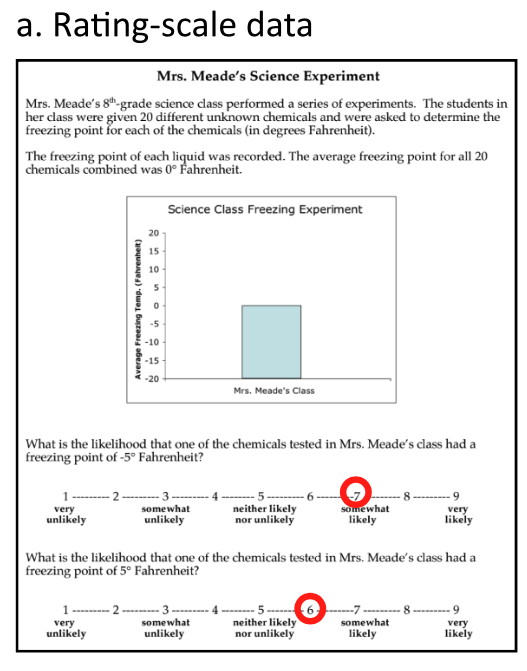 a. Rating-scale data
Mrs. Meade's Science Experiment
Mrs. Meade's 8th-grade science class performed a series of experiments. The students in
her class were given 20 different unknown chemicals and were asked to determine the
freezing point for each of the chemicals (in degrees Fahrenheit).
The freezing point of each liquid was recorded. The average freezing point for all 20
chemicals combined was 0° Fahrenheit.
Science Class Freezing Experiment
Average Freezing Temp. (Fahrenheit)
20
15
10
5
0
-5
-10
-15
-20
Mrs. Meade's Class
What is the likelihood that one of the chemicals tested in Mrs. Meade's class had a
freezing point of -5° Fahrenheit?
1 --------- 2 --------- 3 --------- 4 --------- 5 --------- 6 --------- 7 --------- 8 --------- 9
very somewhat neither likely somewhat very
unlikely unlikely nor unlikely likely likely
What is the likelihood that one of the chemicals tested in Mrs. Meade's class had a
freezing point of 5° Fahrenheit?
1 --------- 2 --------- 3 --------- 4 --------- 5 --------- 6 --------- 7 --------- 8 --------- 9
very somewhat neither likely somewhat very
unlikely unlikely nor unlikely likely likely